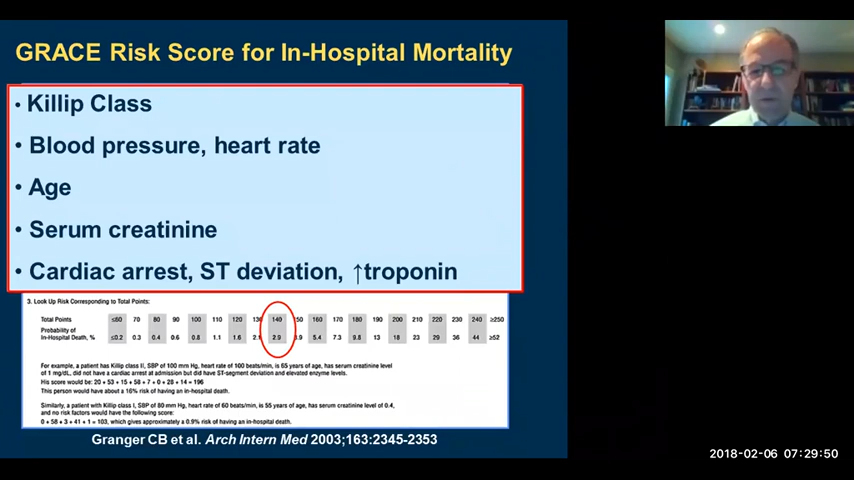 GRACE Risk Score for In-Hospital Mortality
• Killip Class
• Blood pressure, heart rate
• Age
• Serum creatinine
• Cardiac arrest, ST deviation, ↑troponin
3. Look Up Risk Corresponding to Total Points:
Total Points ≤60 70 80 90 100 110 120 130 140 150 160 170 180 190 200 210 220 230 240 ≥250
Probability of
In-Hospital Death, % ≤0.2 0.3 0.4 0.6 0.8 1.1 1.6 2.9 5.4 7.3 9.8 13 18 23 29 36 44 ≥52
For example, a patient has Killip class II, SBP of 100 mm Hg, heart rate of 100 beats/min, is 65 years of age, has serum creatinine level
of 1 mg/dL, did not have a cardiac arrest at admission but did have ST-segment deviation and elevated enzyme levels.
His score would be: 20 + 53 + 15 + 58 + 7 + 0 + 28 + 14 = 196
This person would have about a 16% risk of having an in-hospital death.
Similarly, a patient with Killip class I, SBP of 80 mm Hg, heart rate of 60 beats/min, is 55 years of age, has serum creatinine level of 0.4,
and no risk factors would have the following score:
0 + 58 + 3 + 41 + 1 = 103, which gives approximately a 0.9% risk of having an in-hospital death.
Granger CB et al. Arch Intern Med 2003;163:2345-2353
2018-02-06 07:29:50